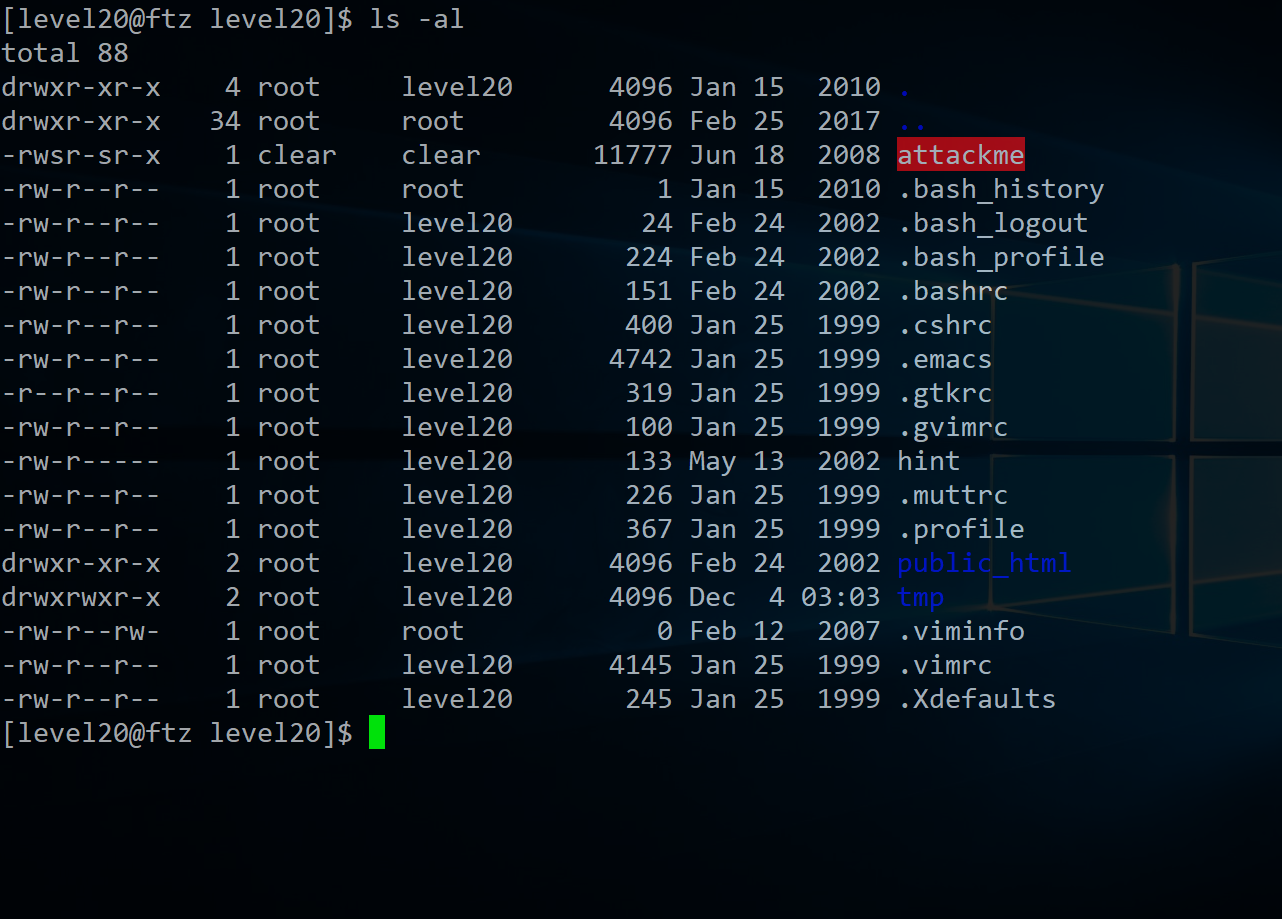 [level20@ftz level20]$ ls -al
total 88
drwxr-xr-x    4 root     level20      4096 Jan 15  2010 .
drwxr-xr-x   34 root     root         4096 Feb 25  2017 ..
-rwsr-sr-x    1 clear    clear       11777 Jun 18  2008 attackme
-rw-r--r--    1 root     root            1 Jan 15  2010 .bash_history
-rw-r--r--    1 root     level20        24 Feb 24  2002 .bash_logout
-rw-r--r--    1 root     level20       224 Feb 24  2002 .bash_profile
-rw-r--r--    1 root     level20       151 Feb 24  2002 .bashrc
-rw-r--r--    1 root     level20       400 Jan 25  1999 .cshrc
-rw-r--r--    1 root     level20      4742 Jan 25  1999 .emacs
-r--r--r--    1 root     level20       319 Jan 25  1999 .gtkrc
-rw-r--r--    1 root     level20       100 Jan 25  1999 .gvimrc
-rw-r-----    1 root     level20       133 May 13  2002 hint
-rw-r--r--    1 root     level20       226 Jan 25  1999 .muttrc
-rw-r--r--    1 root     level20       367 Jan 25  1999 .profile
drwxr-xr-x    2 root     level20      4096 Feb 24  2002 public_html
drwxrwxr-x    2 root     level20      4096 Dec  4 03:03 tmp
-rw-r--rw-    1 root     root            0 Feb 12  2007 .viminfo
-rw-r--r--    1 root     level20      4145 Jan 25  1999 .vimrc
-rw-r--r--    1 root     level20       245 Jan 25  1999 .Xdefaults
[level20@ftz level20]$